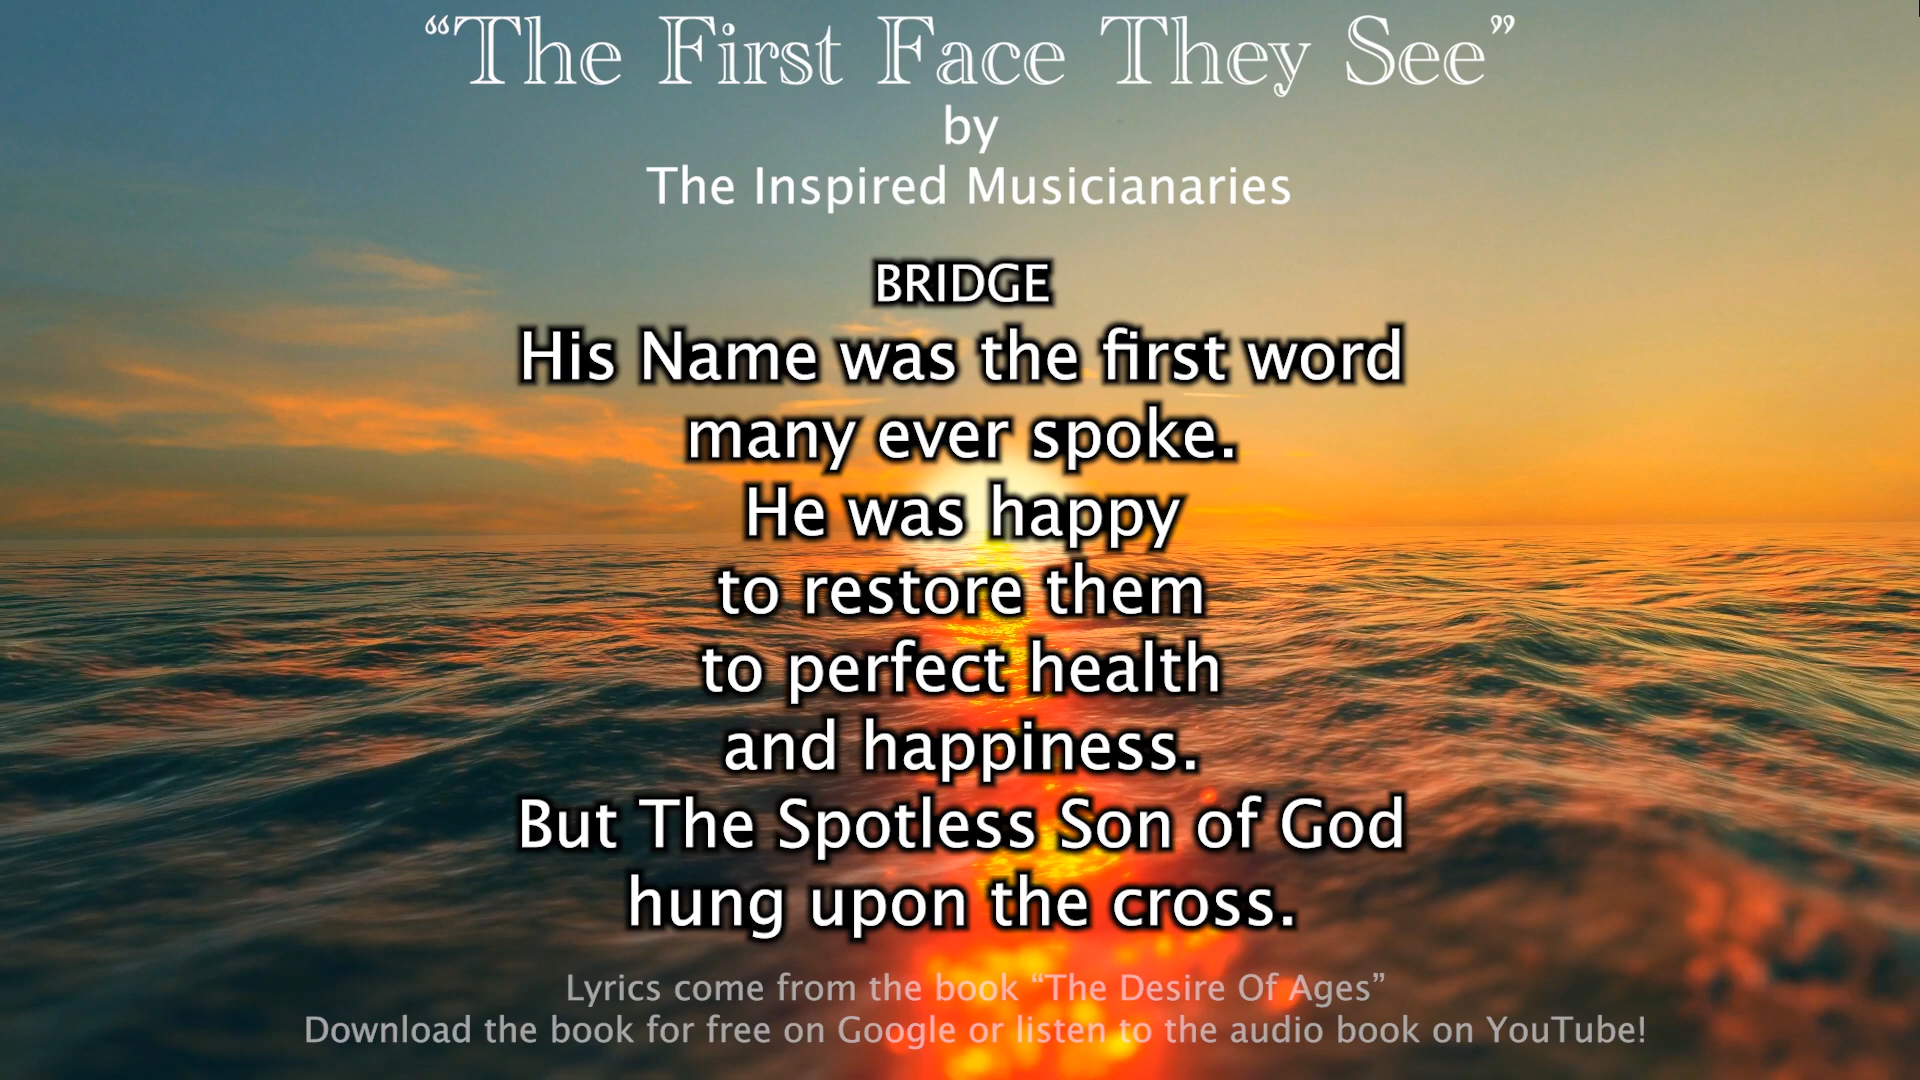 “The First Face They See”
by
The Inspired Musicianaries
BRIDGE
His Name was the first word
many ever spoke.
He was happy
to restore them
to perfect health
and happiness.
But The Spotless Son of God
hung upon the cross.
Lyrics come from the book “The Desire Of Ages”
Download the book for free on Google or listen to the audio book on YouTube!